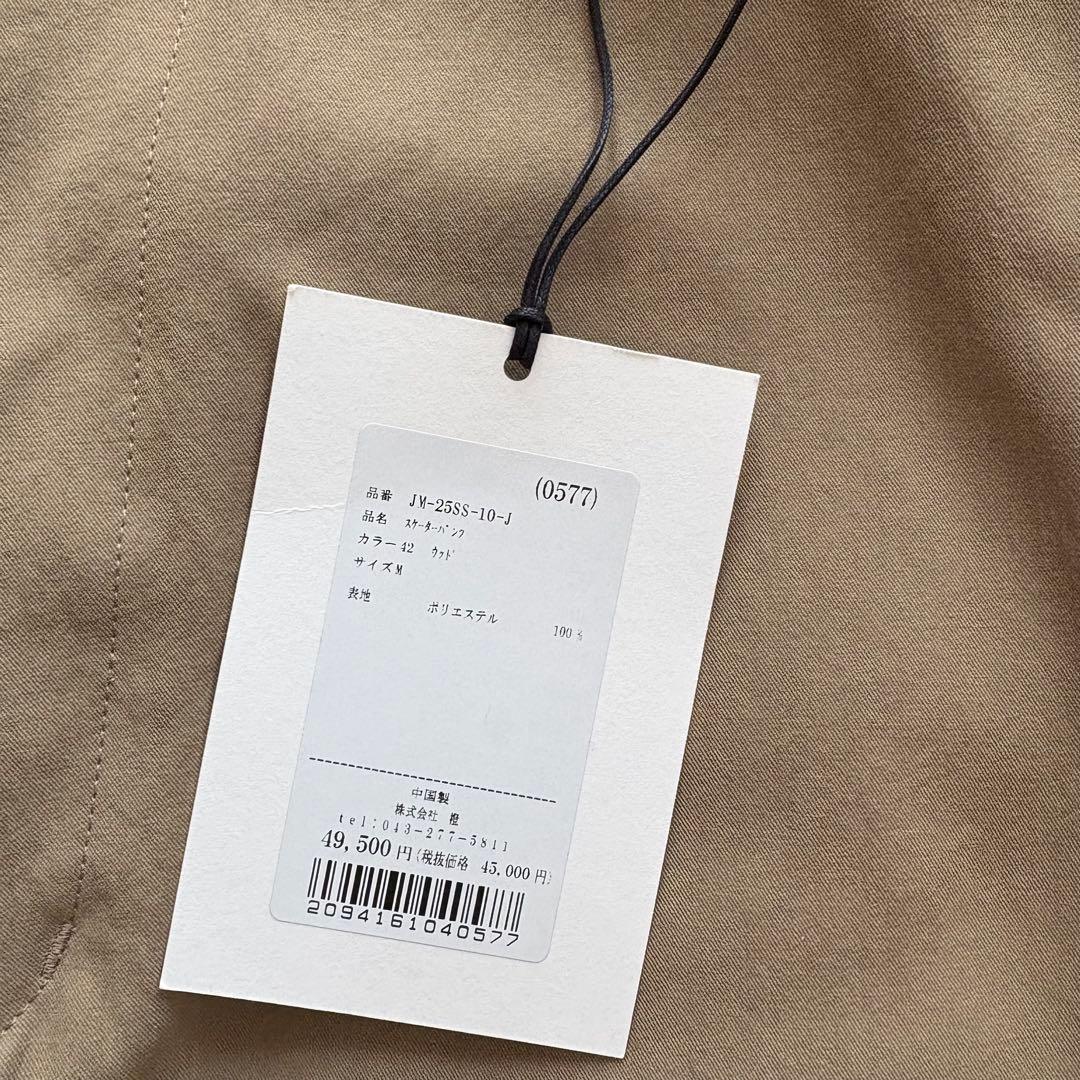 (0577)
品番 JM-25SS-10-J
品名 ｽｹｰﾀｰﾊﾟﾝﾂ
カラー 42 ｳｯﾄﾞ
サイズ M
表地 ポリエステル 100%
中国製
株式会社 橙
tel:043-277-5811
49,500円(税抜価格 45,000円)
2094161040577